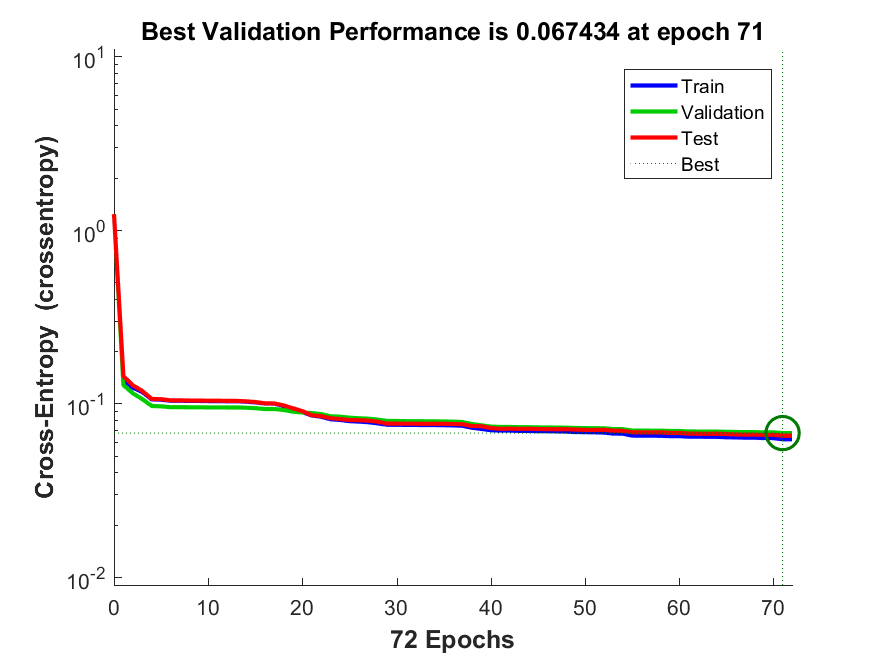 Best Validation Performance is 0.067434 at epoch 71
Cross-Entropy (crossentropy)
10^1
10^0
10^-1
10^-2
Train
Validation
Test
Best
0 10 20 30 40 50 60 70
72 Epochs